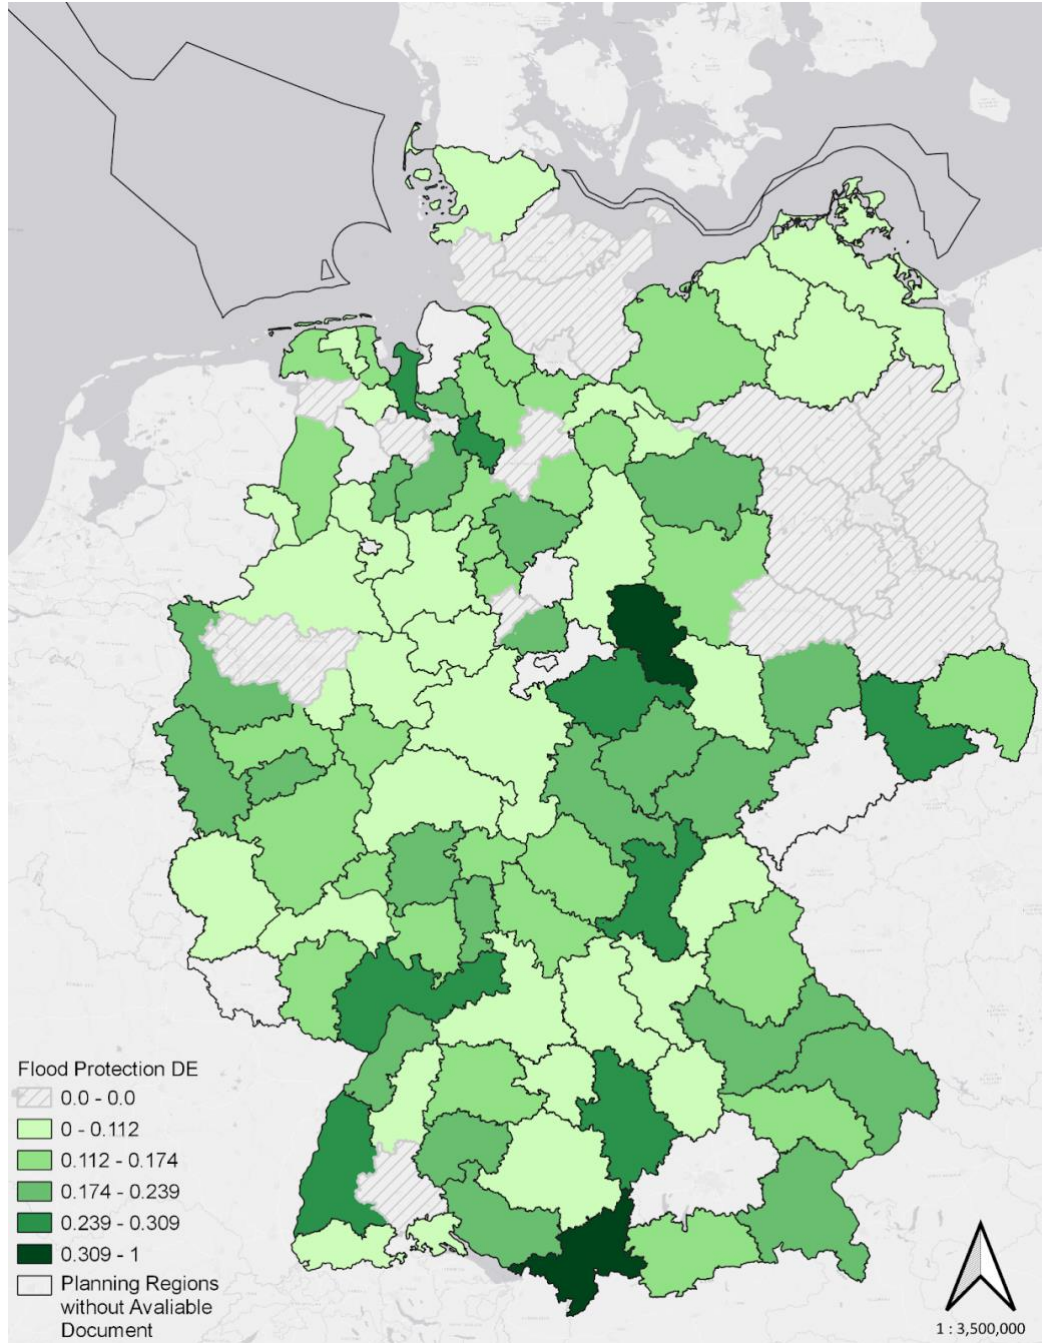 Flood Protection DE
0.0 - 0.0
0 - 0.112
0.112 - 0.174
0.174 - 0.239
0.239 - 0.309
0.309 - 1
Planning Regions
without Avaliable
Document
1 : 3,500,000